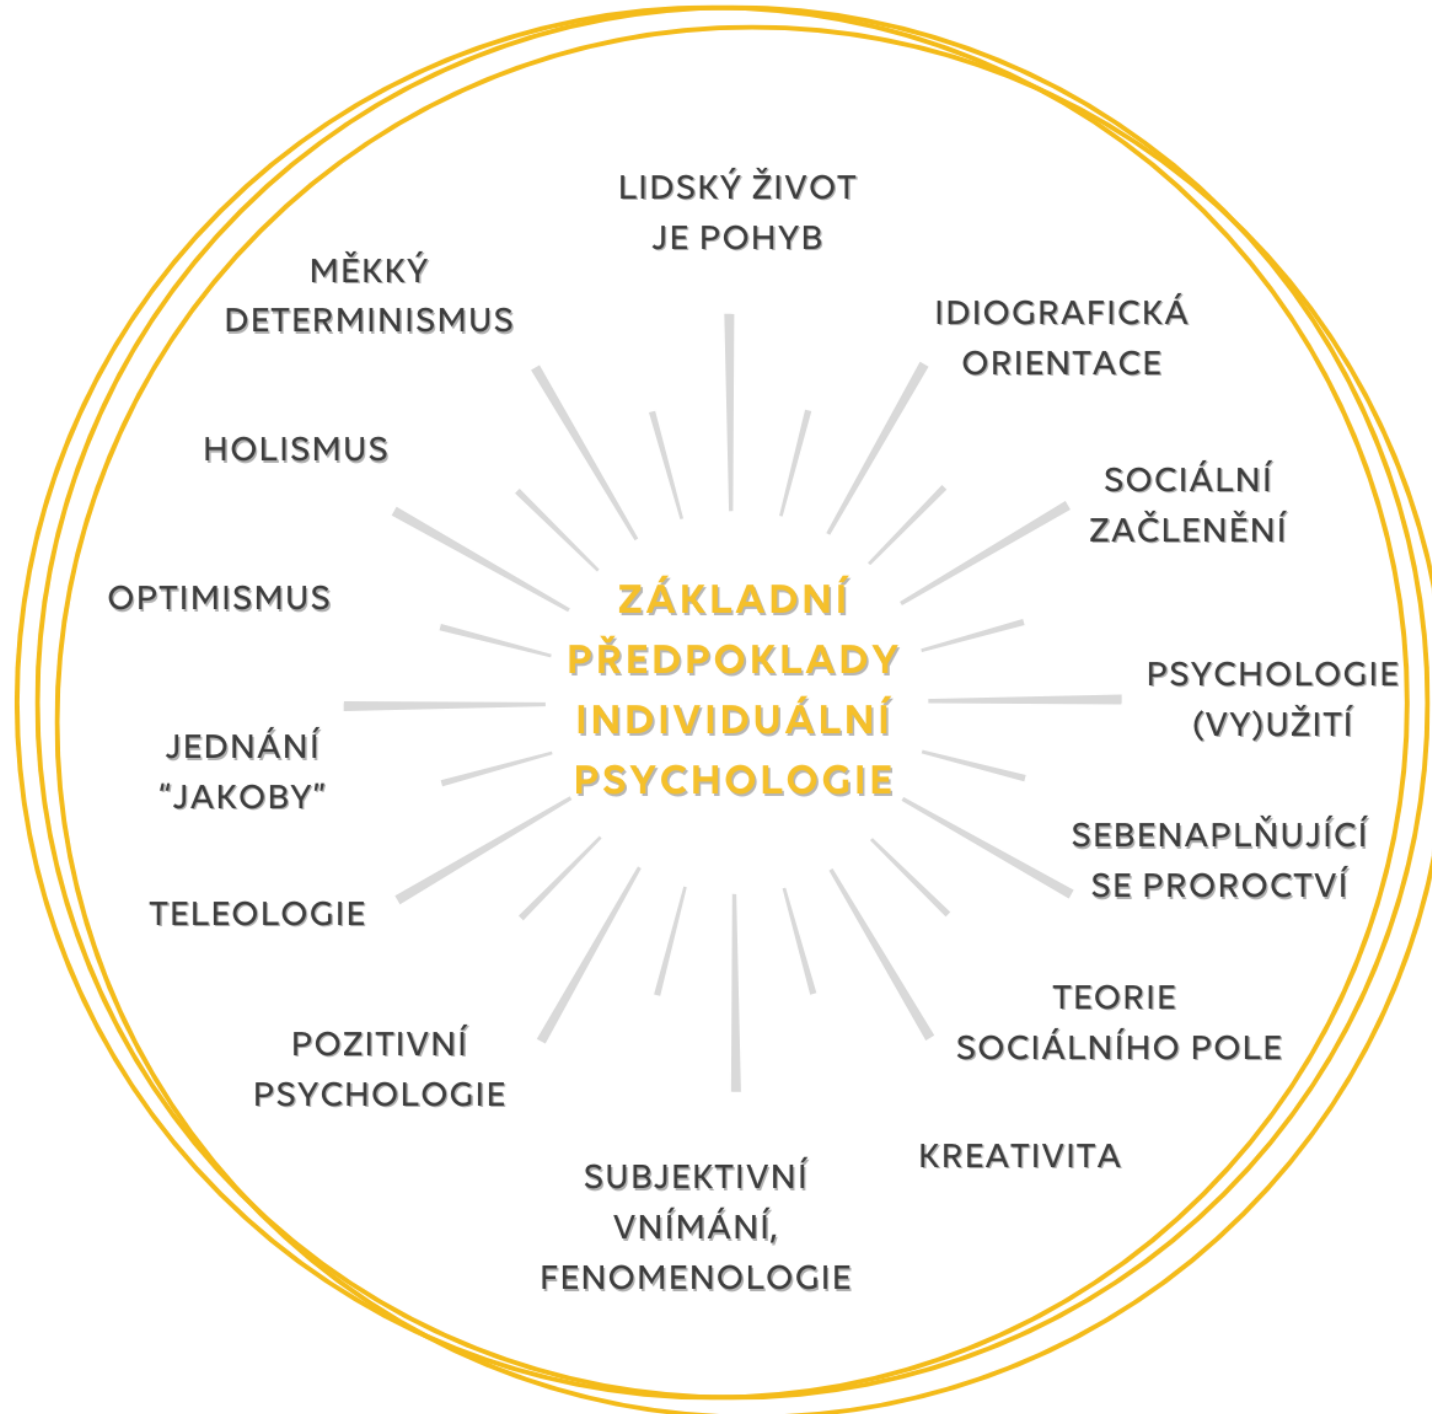 LIDSKÝ ŽIVOT
JE POHYB
IDIOGRAFICKÁ
ORIENTACE
SOCIÁLNÍ
ZAČLENĚNÍ
PSYCHOLOGIE
(VY)UŽITÍ
SEBENAPLŇUJÍCÍ
SE PROROCTVÍ
TEORIE
SOCIÁLNÍHO POLE
KREATIVITA
SUBJEKTIVNÍ
VNÍMÁNÍ,
FENOMENOLOGIE
POZITIVNÍ
PSYCHOLOGIE
TELEOLOGIE
JEDNÁNÍ
“JAKOBY”
OPTIMISMUS
HOLISMUS
MĚKKÝ
DETERMINISMUS
ZÁKLADNÍ
PŘEDPOKLADY
INDIVIDUÁLNÍ
PSYCHOLOGIE